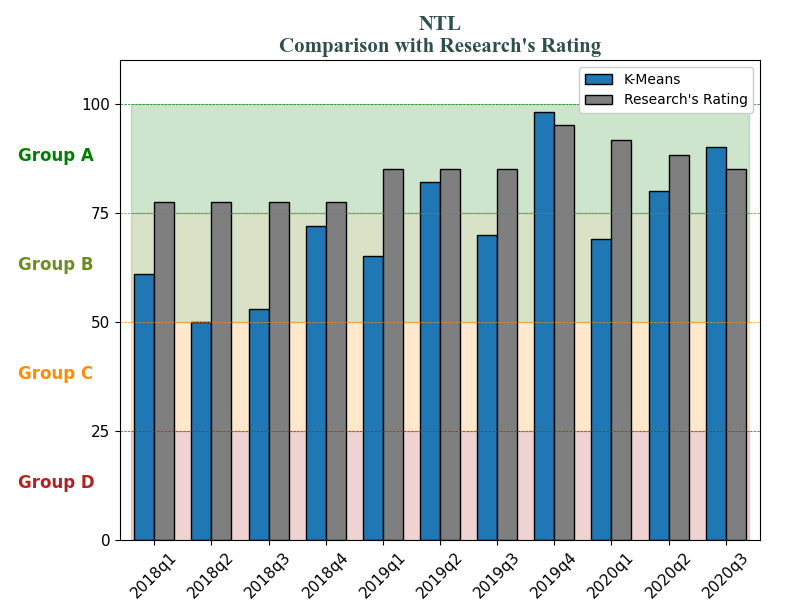 NTL
Comparison with Research's Rating
K-Means
Research's Rating
100
Group A
75
Group B
50
Group C
25
Group D
0
2018q1
2018q2
2018q3
2018q4
2019q1
2019q2
2019q3
2019q4
2020q1
2020q2
2020q3